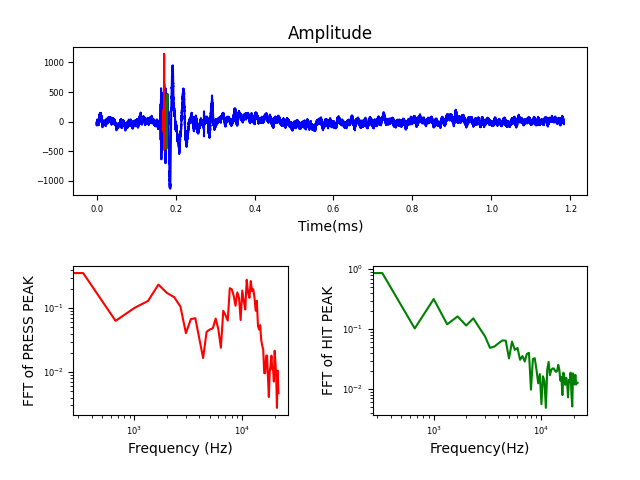 Amplitude
1000
500
0
−500
−1000
0.0 0.2 0.4 0.6 0.8 1.0 1.2
Time(ms)
FFT of PRESS PEAK
10⁻¹
10⁻²
10³ 10⁴
Frequency (Hz)
FFT of HIT PEAK
10⁰
10⁻¹
10⁻²
10³ 10⁴
Frequency(Hz)